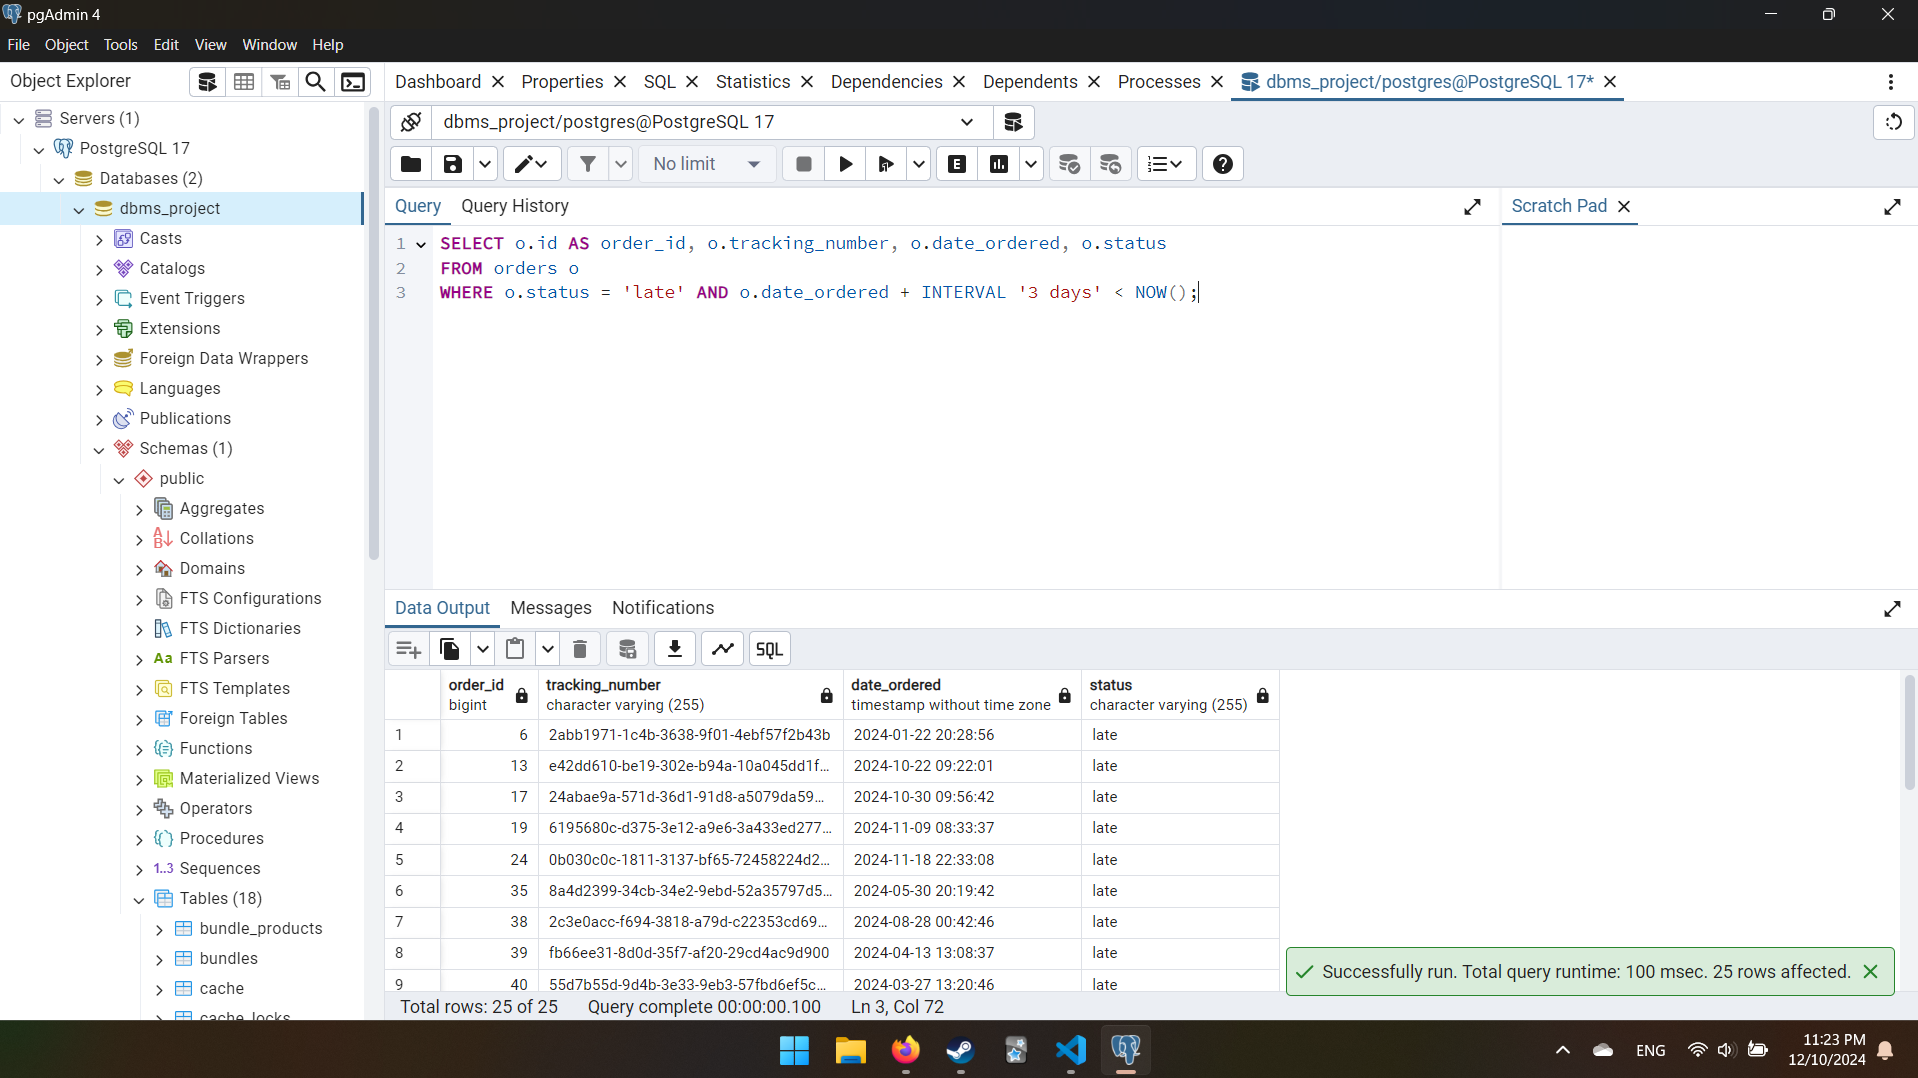 pgAdmin 4
File Object Tools Edit View Window Help
Object Explorer
Dashboard Properties SQL Statistics Dependencies Dependents Processes dbms_project/postgres@PostgreSQL 17*
Servers (1)
PostgreSQL 17
Databases (2)
dbms_project
Casts
Catalogs
Event Triggers
Extensions
Foreign Data Wrappers
Languages
Publications
Schemas (1)
public
Aggregates
Collations
Domains
FTS Configurations
FTS Dictionaries
Aa FTS Parsers
FTS Templates
Foreign Tables
Functions
Materialized Views
Operators
Procedures
1..3 Sequences
Tables (18)
bundle_products
bundles
cache
cache_locks
dbms_project/postgres@PostgreSQL 17
No limit
E
Query Query History
Scratch Pad
1 SELECT o.id AS order_id, o.tracking_number, o.date_ordered, o.status
2 FROM orders o
3 WHERE o.status = 'late' AND o.date_ordered + INTERVAL '3 days' < NOW();
Data Output Messages Notifications
SQL
order_id tracking_number date_ordered status
bigint character varying (255) timestamp without time zone character varying (255)
1 6 2abb1971-1c4b-3638-9f01-4ebf57f2b43b 2024-01-22 20:28:56 late
2 13 e42dd610-be19-302e-b94a-10a045dd1f... 2024-10-22 09:22:01 late
3 17 24abae9a-571d-36d1-91d8-a5079da59... 2024-10-30 09:56:42 late
4 19 6195680c-d375-3e12-a9e6-3a433ed277... 2024-11-09 08:33:37 late
5 24 0b030c0c-1811-3137-bf65-72458224d2... 2024-11-18 22:33:08 late
6 35 8a4d2399-34cb-34e2-9ebd-52a35797d5... 2024-05-30 20:19:42 late
7 38 2c3e0acc-f694-3818-a79d-c22353cd69... 2024-08-28 00:42:46 late
8 39 fb66ee31-8d0d-35f7-af20-29cd4ac9d900 2024-04-13 13:08:37 late
9 40 55d7b55d-9d4b-3e33-9eb3-57fbd6ef5c... 2024-03-27 13:20:46 late
Successfully run. Total query runtime: 100 msec. 25 rows affected.
Total rows: 25 of 25 Query complete 00:00:00.100 Ln 3, Col 72
ENG
11:23 PM
12/10/2024